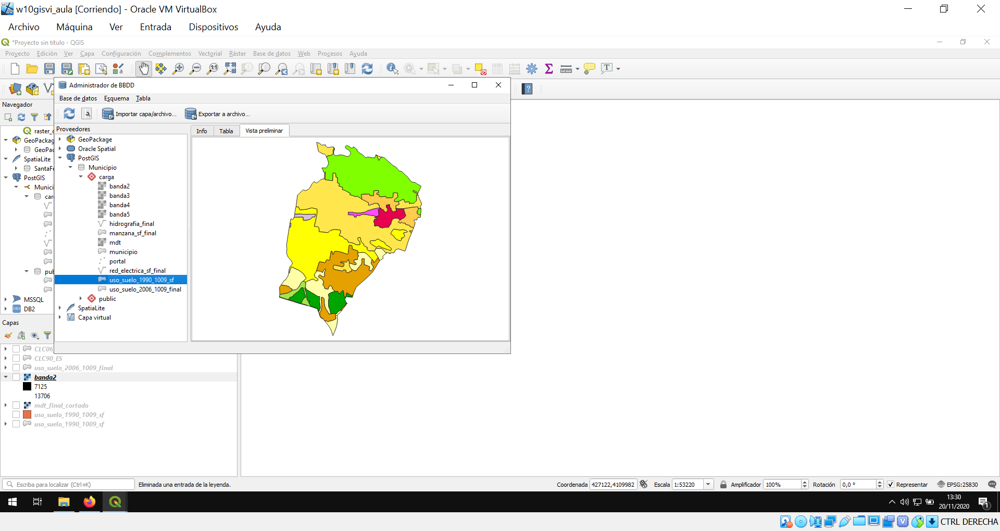 w10gisvi_aula [Corriendo] - Oracle VM VirtualBox
Archivo Máquina Ver Entrada Dispositivos Ayuda
*Proyecto sin título - QGIS
Proyecto Edición Ver Capa Configuración Complementos Vectorial Ráster Base de datos Web Procesos Ayuda
Administrador de BBDD
Base de datos Esquema Tabla
Importar capa/archivo... Exportar a archivo...
Proveedores
Info Tabla Vista preliminar
GeoPackage
Oracle Spatial
PostGIS
Municipio
carga
banda2
banda3
banda4
banda5
hidrografia_final
manzana_sf_final
mdt
municipio
portal
red_electrica_sf_final
uso_suelo_1990_1009_sf
uso_suelo_2006_1009_final
public
SpatiaLite
Capa virtual
Navegador
raster_
GeoPackag
GeoPac
SpatiaLite
SantaFe
PostGIS
Munici
car
pub
MSSQL
DB2
Capas
CLC06_
CLC90_ES
uso_suelo_2006_1009_final
banda2
7125
13706
mdt_final_cortado
uso_suelo_1990_1009_sf
uso_suelo_1990_1009_sf
Escriba para localizar (Ctrl+K) Eliminada una entrada de la leyenda. Coordenada 427122,4109982 Escala 1:53220 Amplificador 100% Rotación 0,0 ° Representar EPSG:25830
13:30
20/11/2020
1
CTRL DERECHA